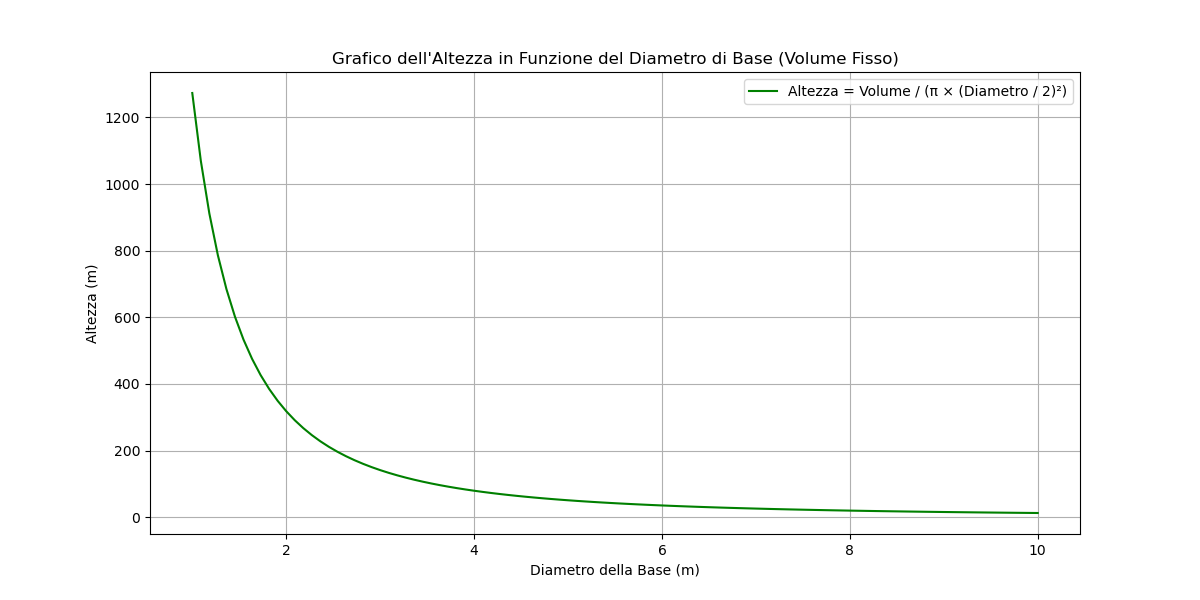 Grafico dell'Altezza in Funzione del Diametro di Base (Volume Fisso)
Altezza = Volume / (π × (Diametro / 2)²)
Altezza (m)
1200
1000
800
600
400
200
0
2 4 6 8 10
Diametro della Base (m)